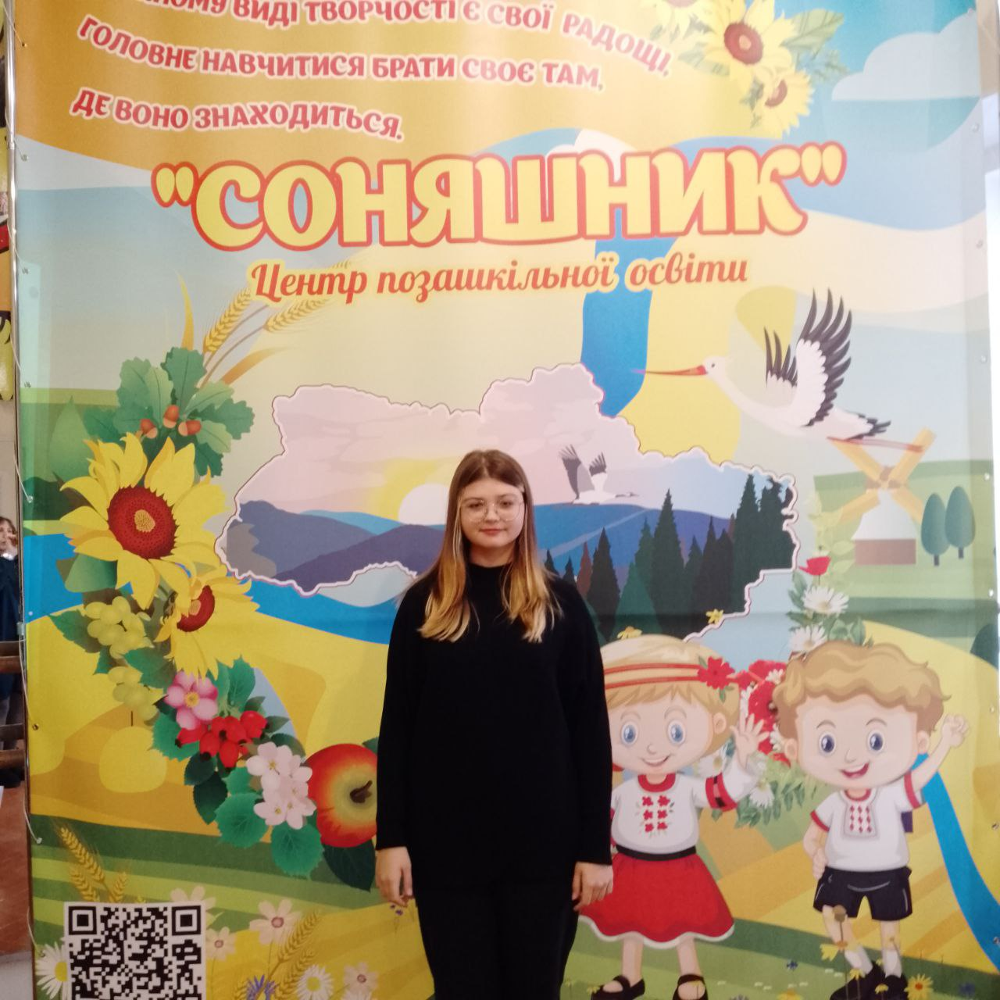 ВИДІ ТВОРЧОСТІ Є СВОЇ РАДОЩІ,
ГОЛОВНЕ НАВЧИТИСЯ БРАТИ СВОЄ ТАМ,
ДЕ ВОНО ЗНАХОДИТЬСЯ.
"СОНЯШНИК"
Центр позашкільної освіти